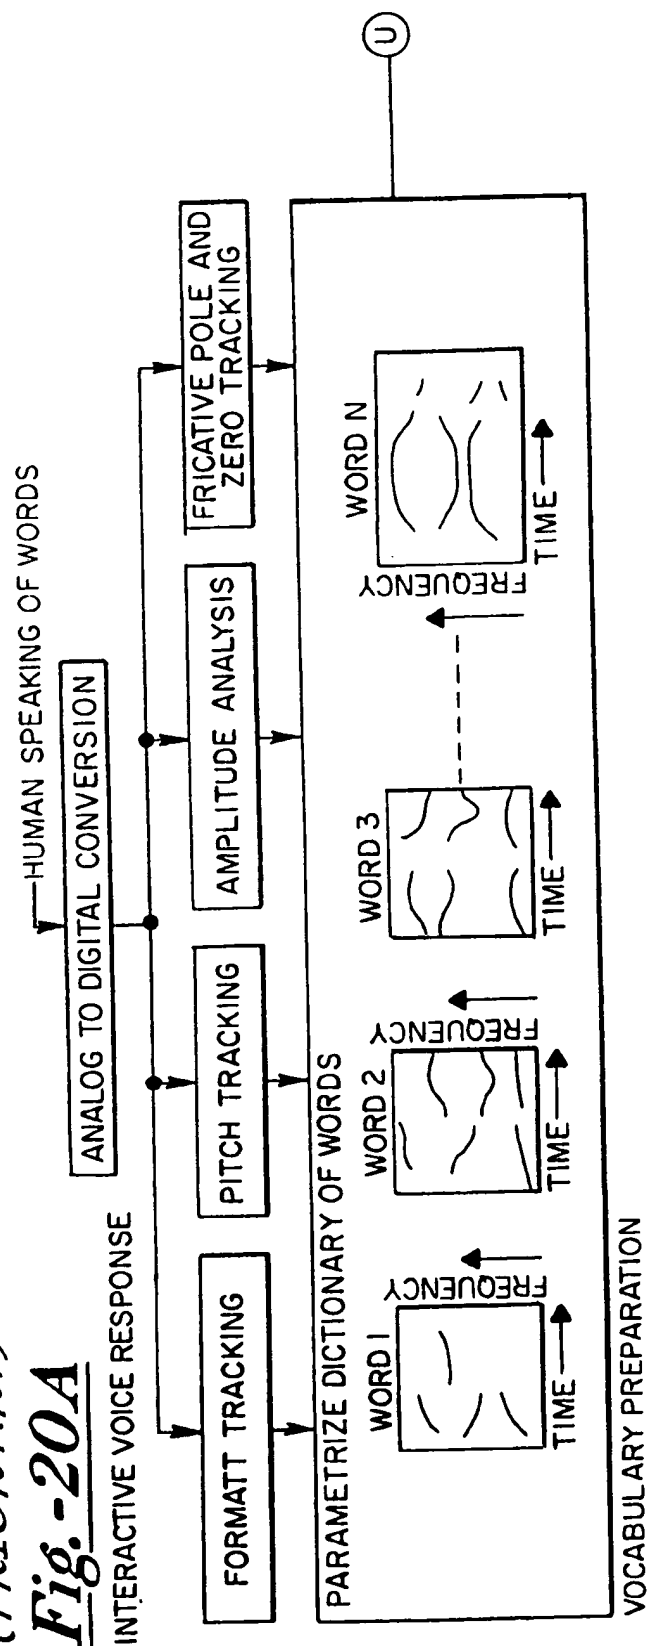 Fig.-20A
INTERACTIVE VOICE RESPONSE
HUMAN SPEAKING OF WORDS
ANALOG TO DIGITAL CONVERSION
FORMATT TRACKING
PITCH TRACKING
AMPLITUDE ANALYSIS
FRICATIVE POLE AND
ZERO TRACKING
PARAMETRIZE DICTIONARY OF WORDS
WORD 1
TIME
FREQUENCY
WORD 2
TIME
FREQUENCY
WORD 3
TIME
FREQUENCY
WORD N
TIME
U
VOCABULARY PREPARATION